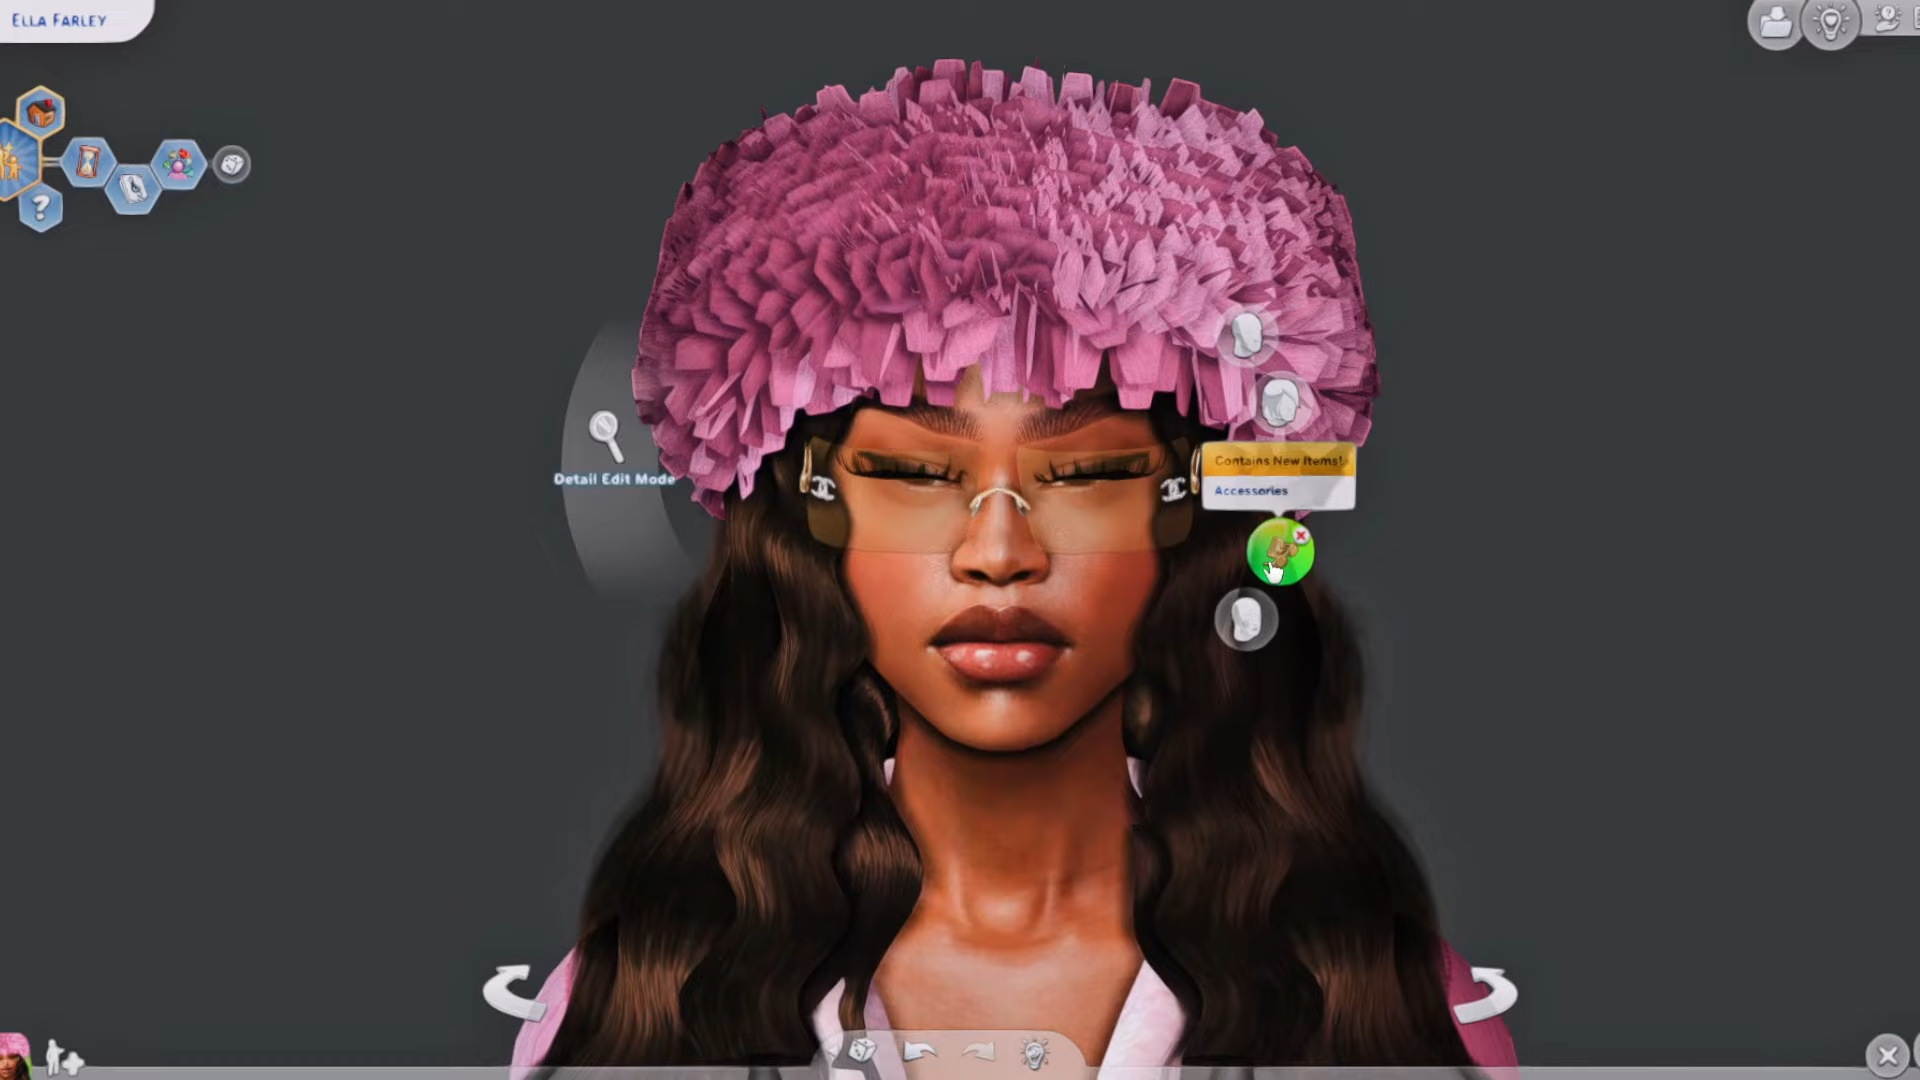 ELLA FARLEY
Contains New Items!
Accessories
Detail Edit Mode
?